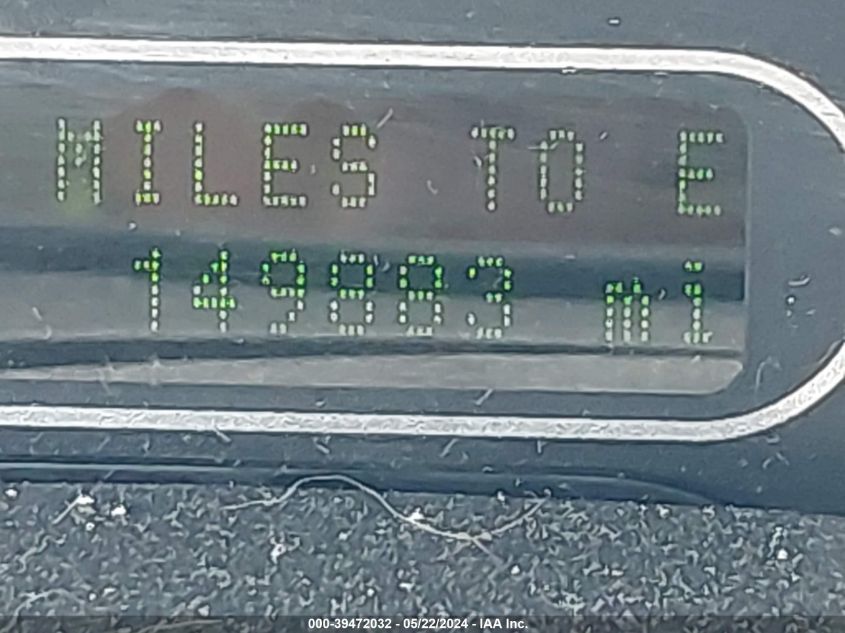 MILES TO E
149883 mi
000-39472032 - 05/22/2024 - IAA Inc.